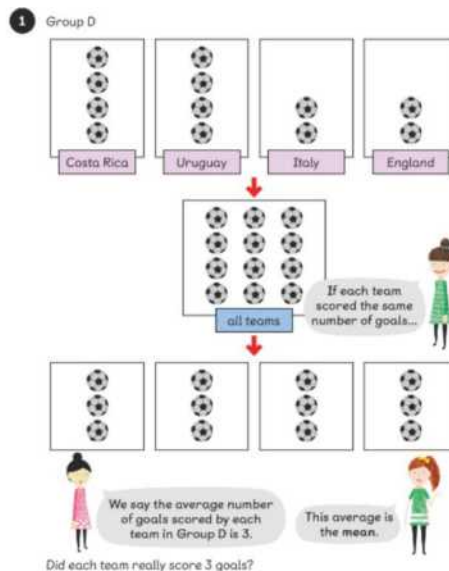 1 Group D
Costa Rica
Uruguay
Italy
England
all teams
If each team
scored the same
number of goals...
We say the average number
of goals scored by each
team in Group D is 3.
This average is
the mean.
Did each team really score 3 goals?